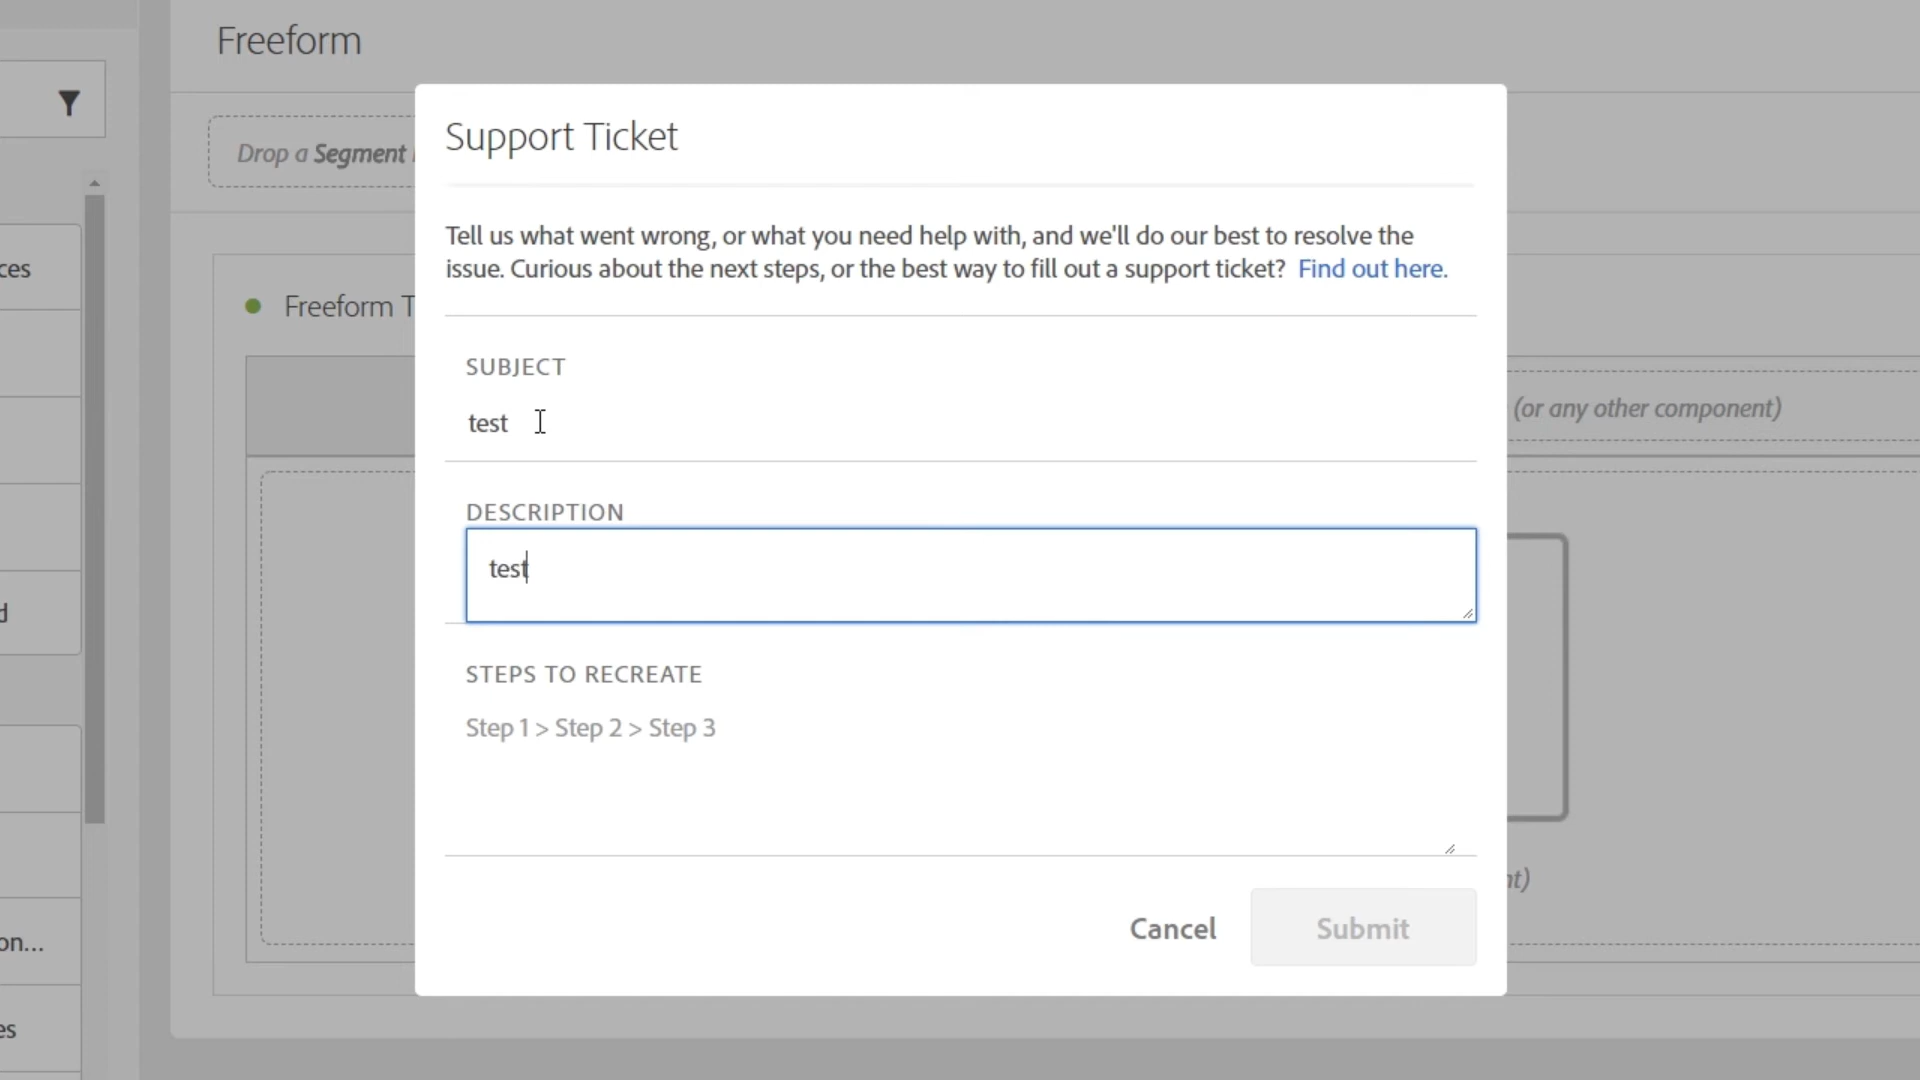 Freeform
Drop a Segment
Support Ticket
Tell us what went wrong, or what you need help with, and we'll do our best to resolve the
issue. Curious about the next steps, or the best way to fill out a support ticket? Find out here.
ces
Freeform T
SUBJECT
test
(or any other component)
DESCRIPTION
test
d
STEPS TO RECREATE
Step 1 > Step 2 > Step 3
nt)
on...
Cancel
Submit
es